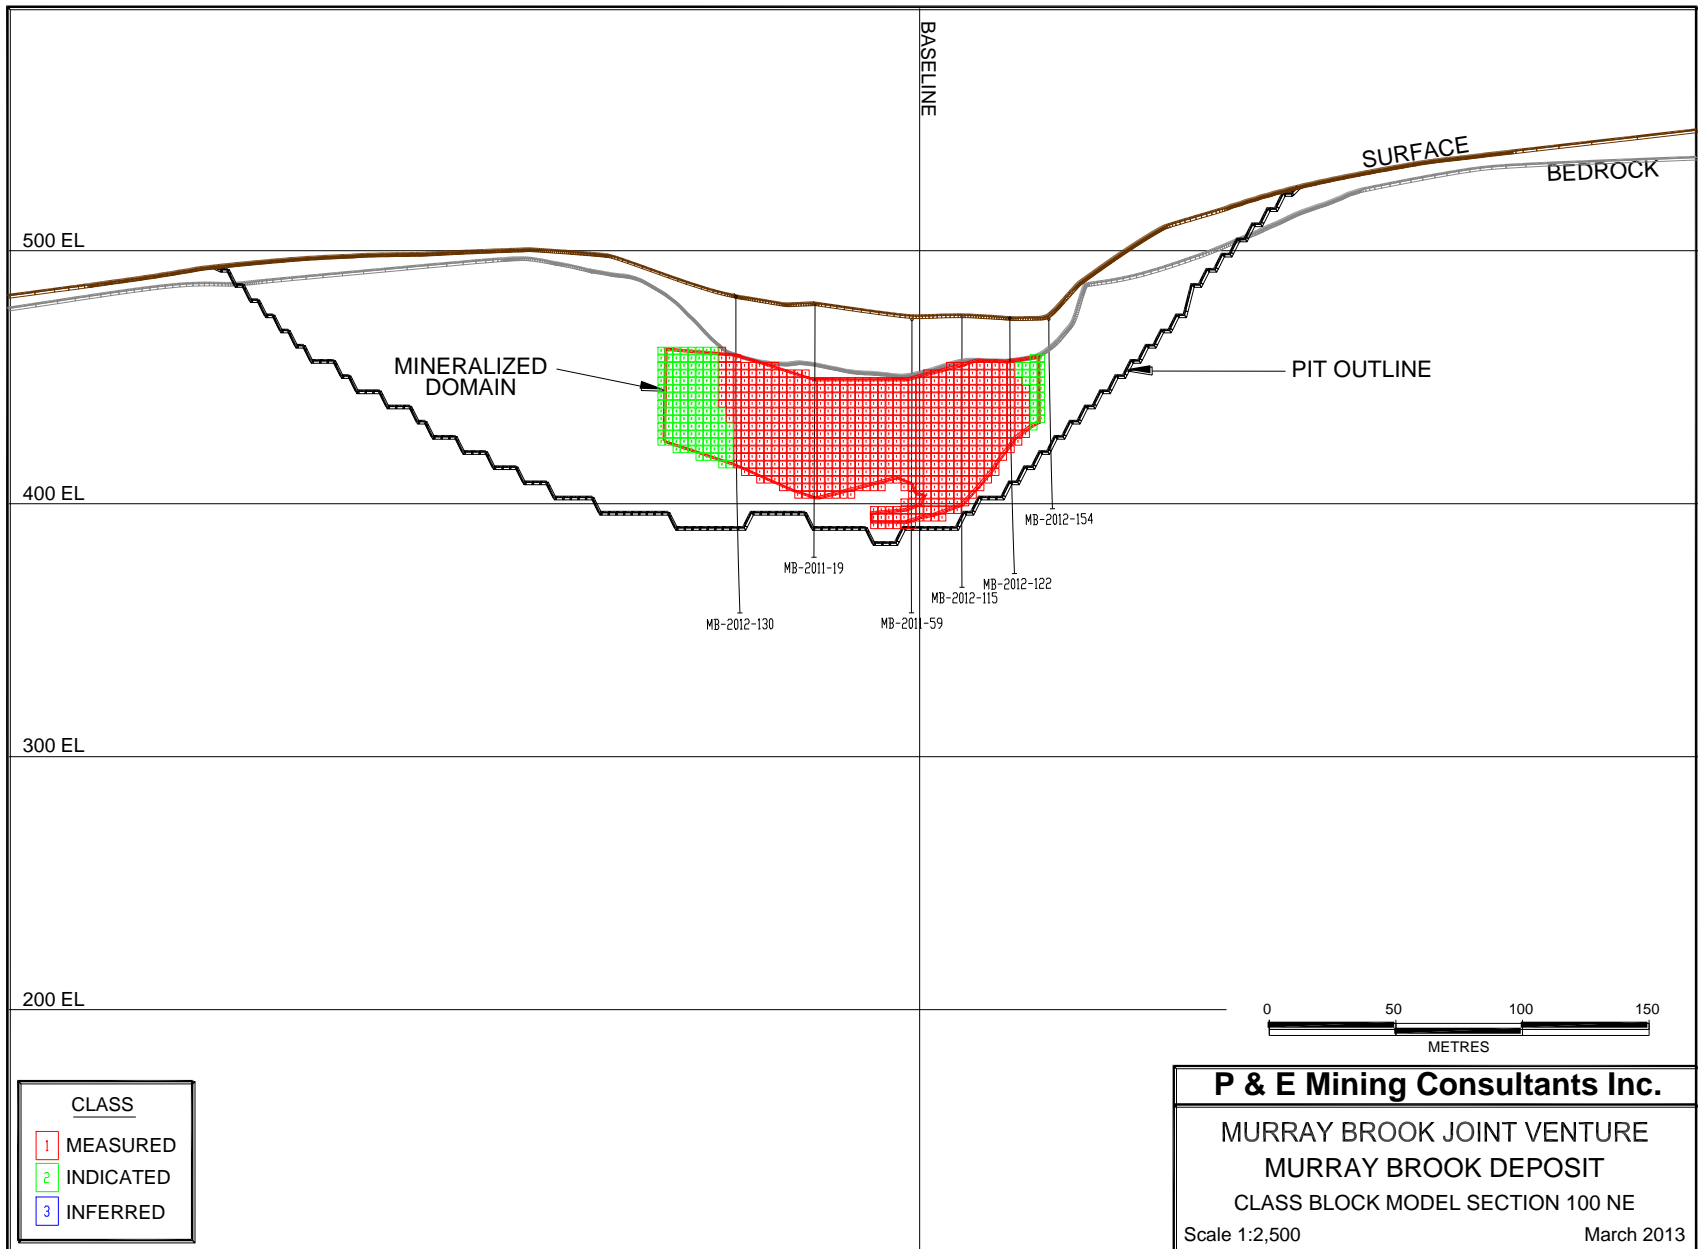 BASELINE
SURFACE
BEDROCK
500 EL
MINERALIZED
DOMAIN
PIT OUTLINE
400 EL
MB-2012-154
MB-2011-19
MB-2012-122
MB-2012-115
MB-2012-130
MB-2011-59
300 EL
200 EL
0 50 100 150
METRES
CLASS
1 MEASURED
2 INDICATED
3 INFERRED
P & E Mining Consultants Inc.
MURRAY BROOK JOINT VENTURE
MURRAY BROOK DEPOSIT
CLASS BLOCK MODEL SECTION 100 NE
Scale 1:2,500 March 2013